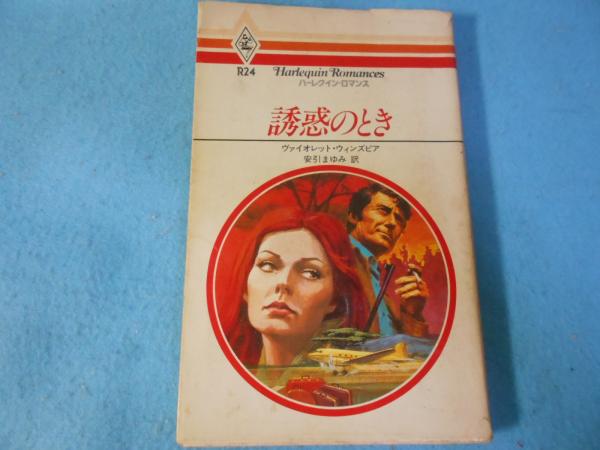 R24
Harlequin Romances
ハーレクイン・ロマンス
誘惑のとき
ヴァイオレット・ウィンズピア
安引まゆみ 訳